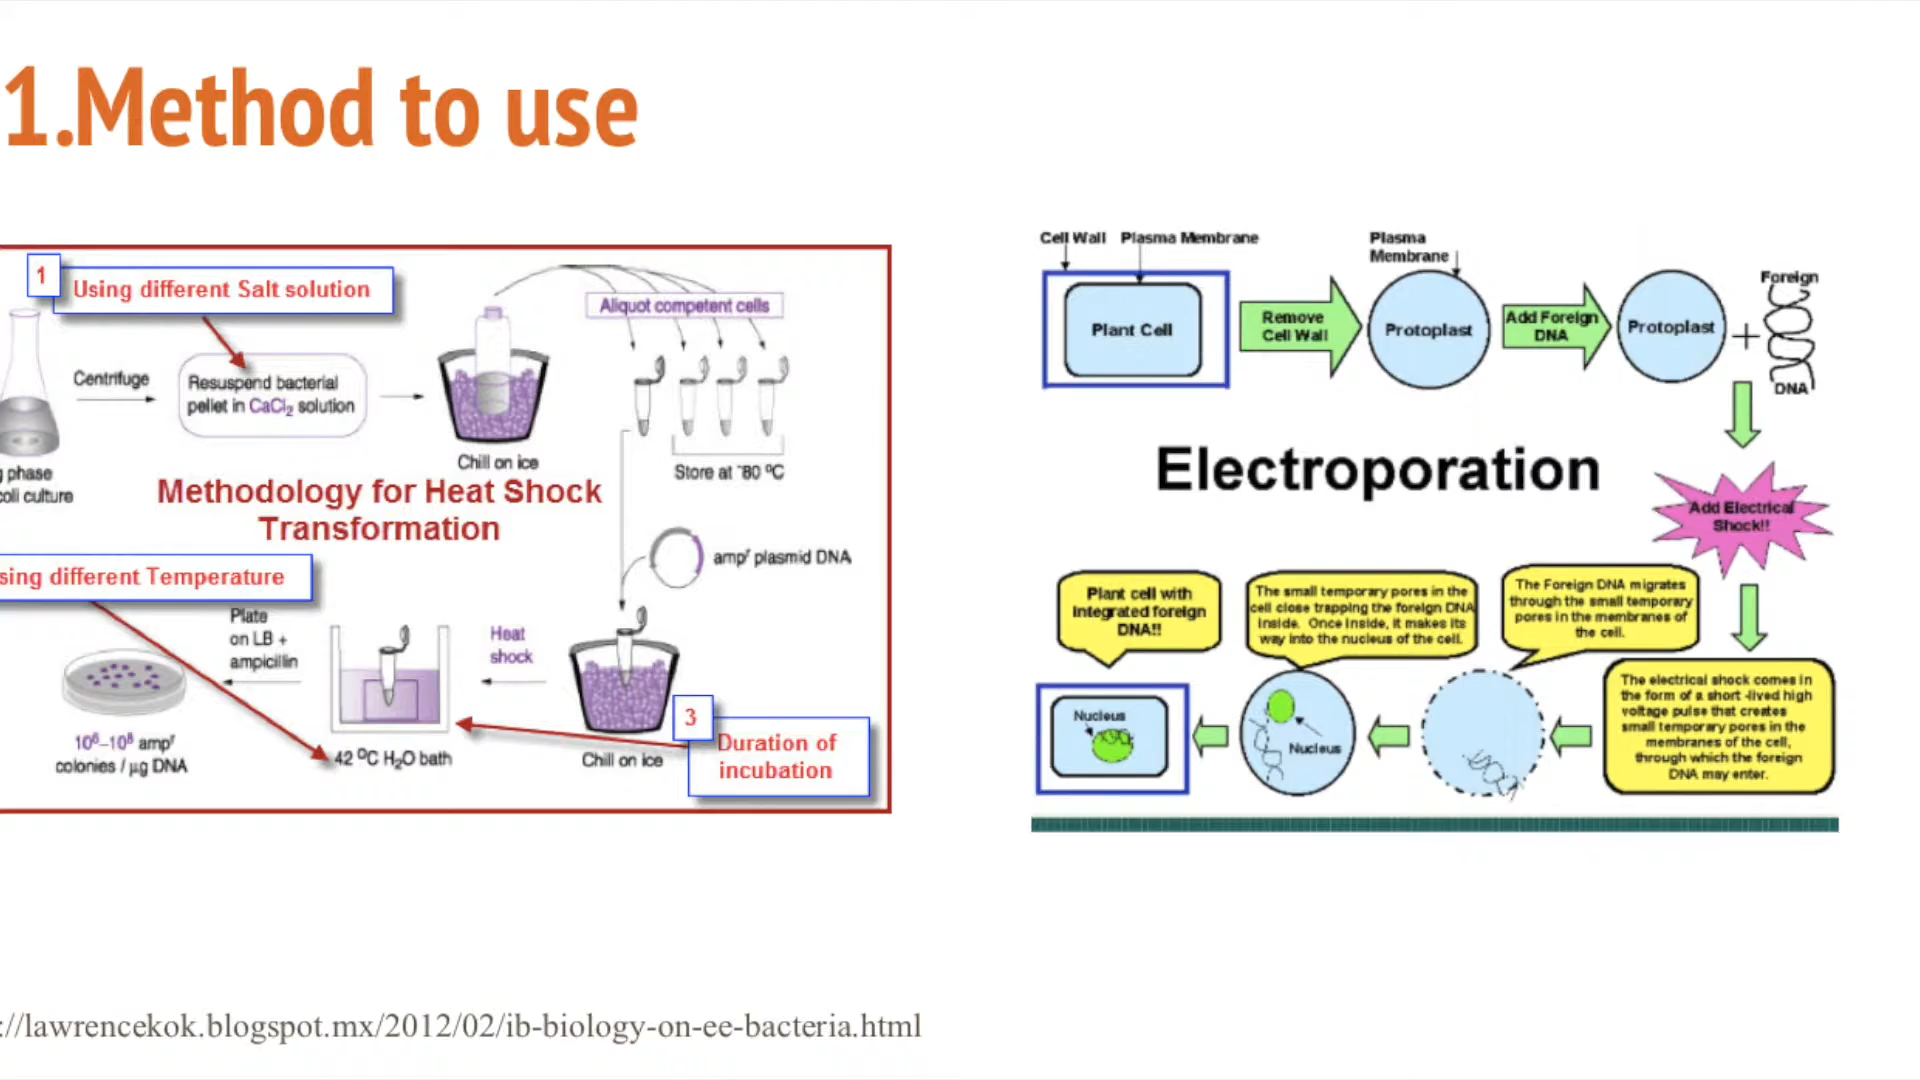 1.Method to use
1
Using different Salt solution
Aliquot competent cells
Centrifuge
Resuspend bacterial
pellet in CaCl₂ solution
Chill on ice
Store at ⁻80 ºC
g phase
coli culture
Methodology for Heat Shock
Transformation
ampʳ plasmid DNA
sing different Temperature
Plate
on LB +
ampicillin
Heat
shock
3
Duration of
incubation
10⁶–10⁸ ampʳ
colonies / µg DNA
42 ºC H₂O bath
Chill on ice
Cell Wall
Plasma Membrane
Plasma
Membrane
Foreign
DNA
Plant Cell
Remove
Cell Wall
Protoplast
Add Foreign
DNA
Protoplast
+
Electroporation
Add Electrical
Shock!!
Plant cell with
integrated foreign
DNA!!
The small temporary pores in the
cell close trapping the foreign DNA
inside. Once inside, it makes its
way into the nucleus of the cell.
The Foreign DNA migrates
through the small temporary
pores in the membranes of
the cell.
The electrical shock comes in
the form of a short -lived high
voltage pulse that creates
small temporary pores in the
membranes of the cell,
through which the foreign
DNA may enter.
Nucleus
Nucleus
://lawrencekok.blogspot.mx/2012/02/ib-biology-on-ee-bacteria.html